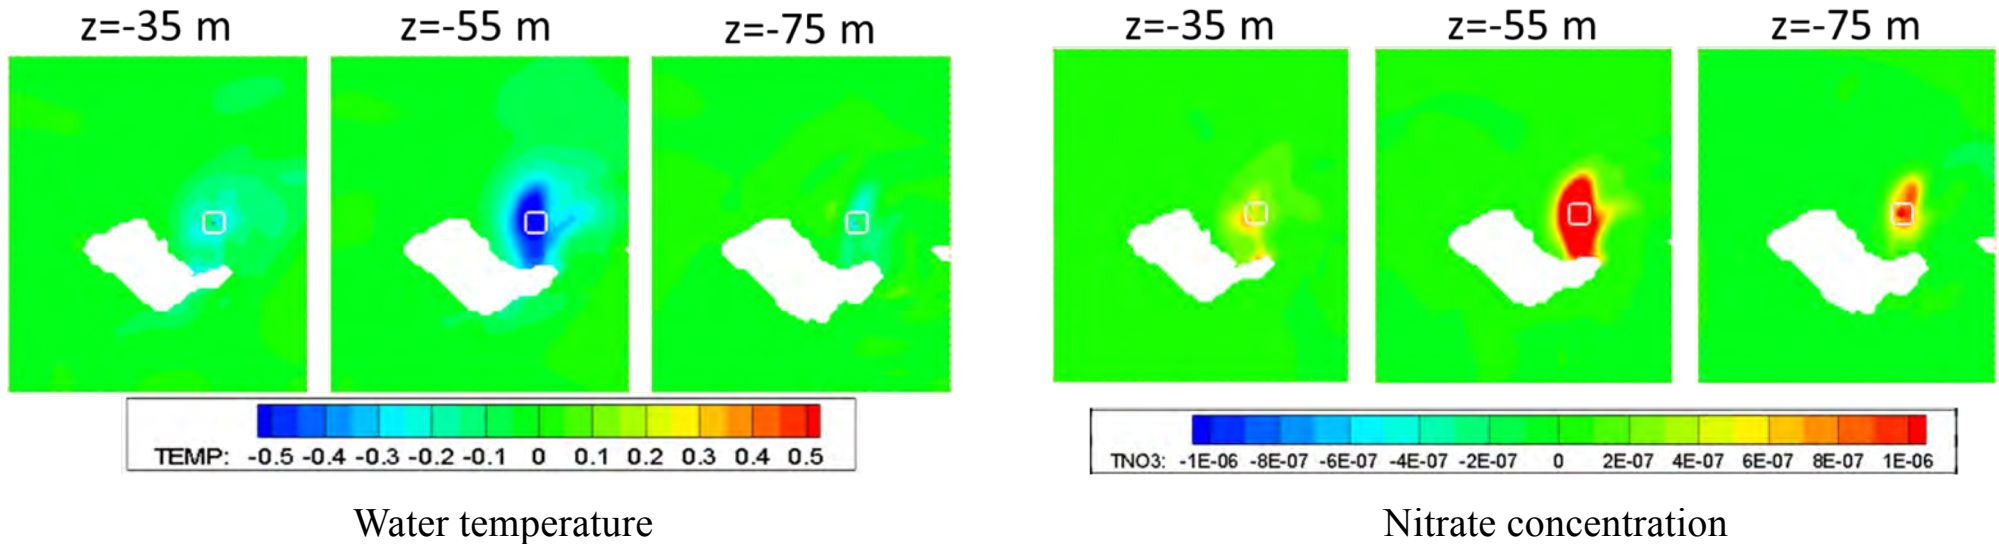 z=-35 m z=-55 m z=-75 m
z=-35 m z=-55 m z=-75 m
TEMP: -0.5 -0.4 -0.3 -0.2 -0.1 0 0.1 0.2 0.3 0.4 0.5
TNO3: -1E-06 -8E-07 -6E-07 -4E-07 -2E-07 0 2E-07 4E-07 6E-07 8E-07 1E-06
Water temperature
Nitrate concentration